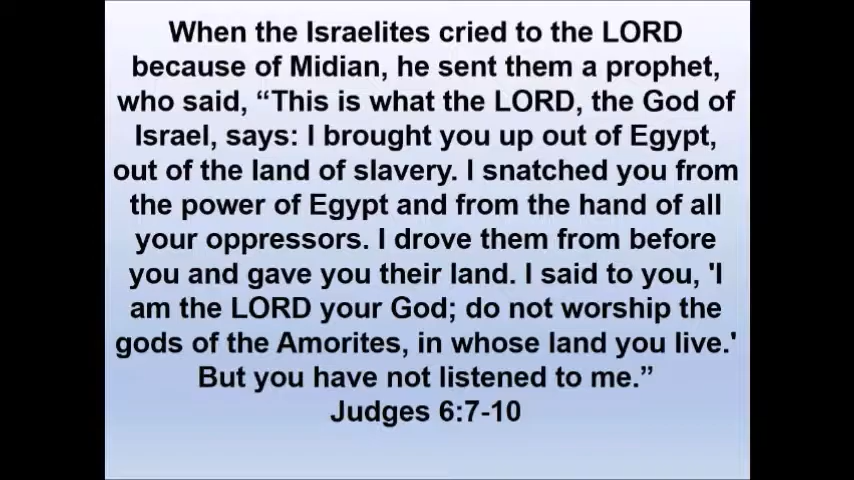 When the Israelites cried to the LORD
because of Midian, he sent them a prophet,
who said, “This is what the LORD, the God of
Israel, says: I brought you up out of Egypt,
out of the land of slavery. I snatched you from
the power of Egypt and from the hand of all
your oppressors. I drove them from before
you and gave you their land. I said to you, 'I
am the LORD your God; do not worship the
gods of the Amorites, in whose land you live.'
But you have not listened to me.”
Judges 6:7-10